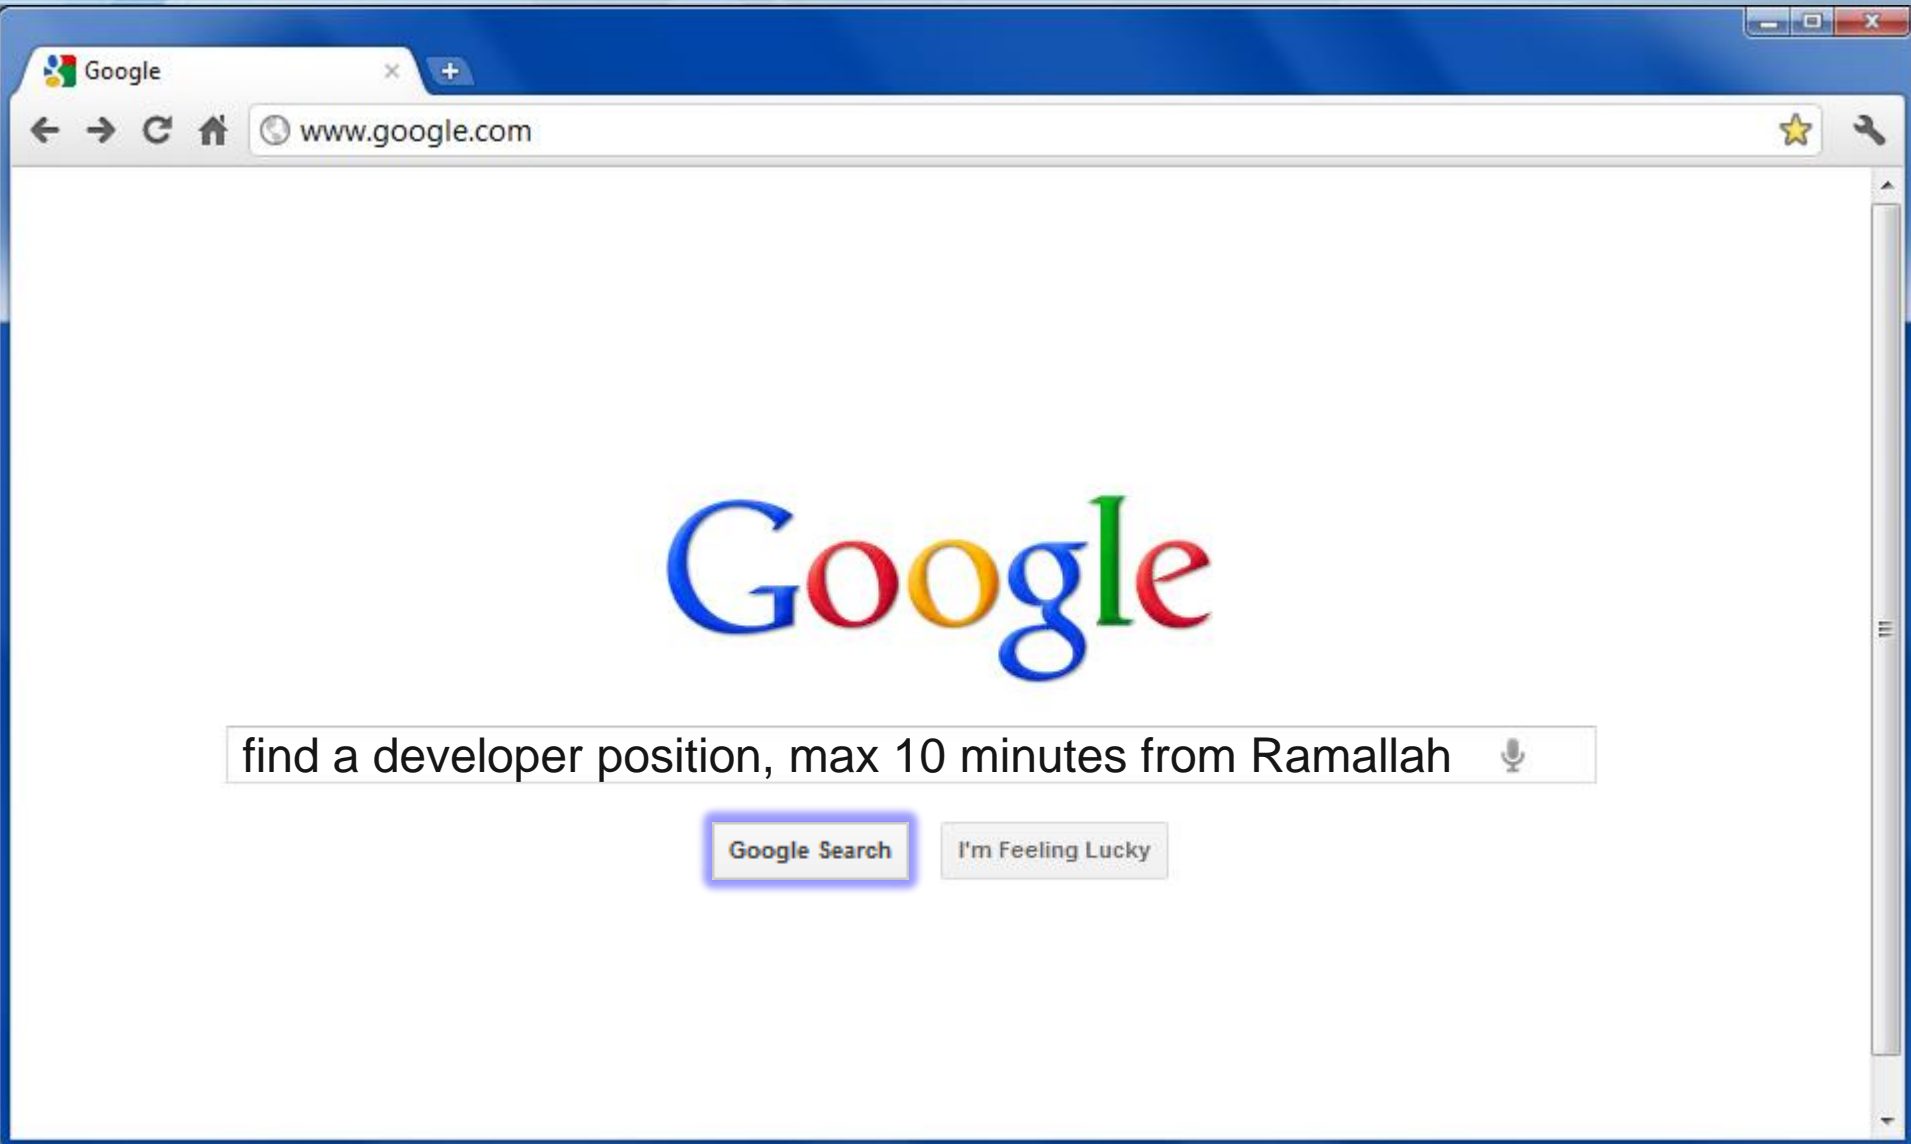 Google
www.google.com
Google
find a developer position, max 10 minutes from Ramallah
Google Search
I'm Feeling Lucky